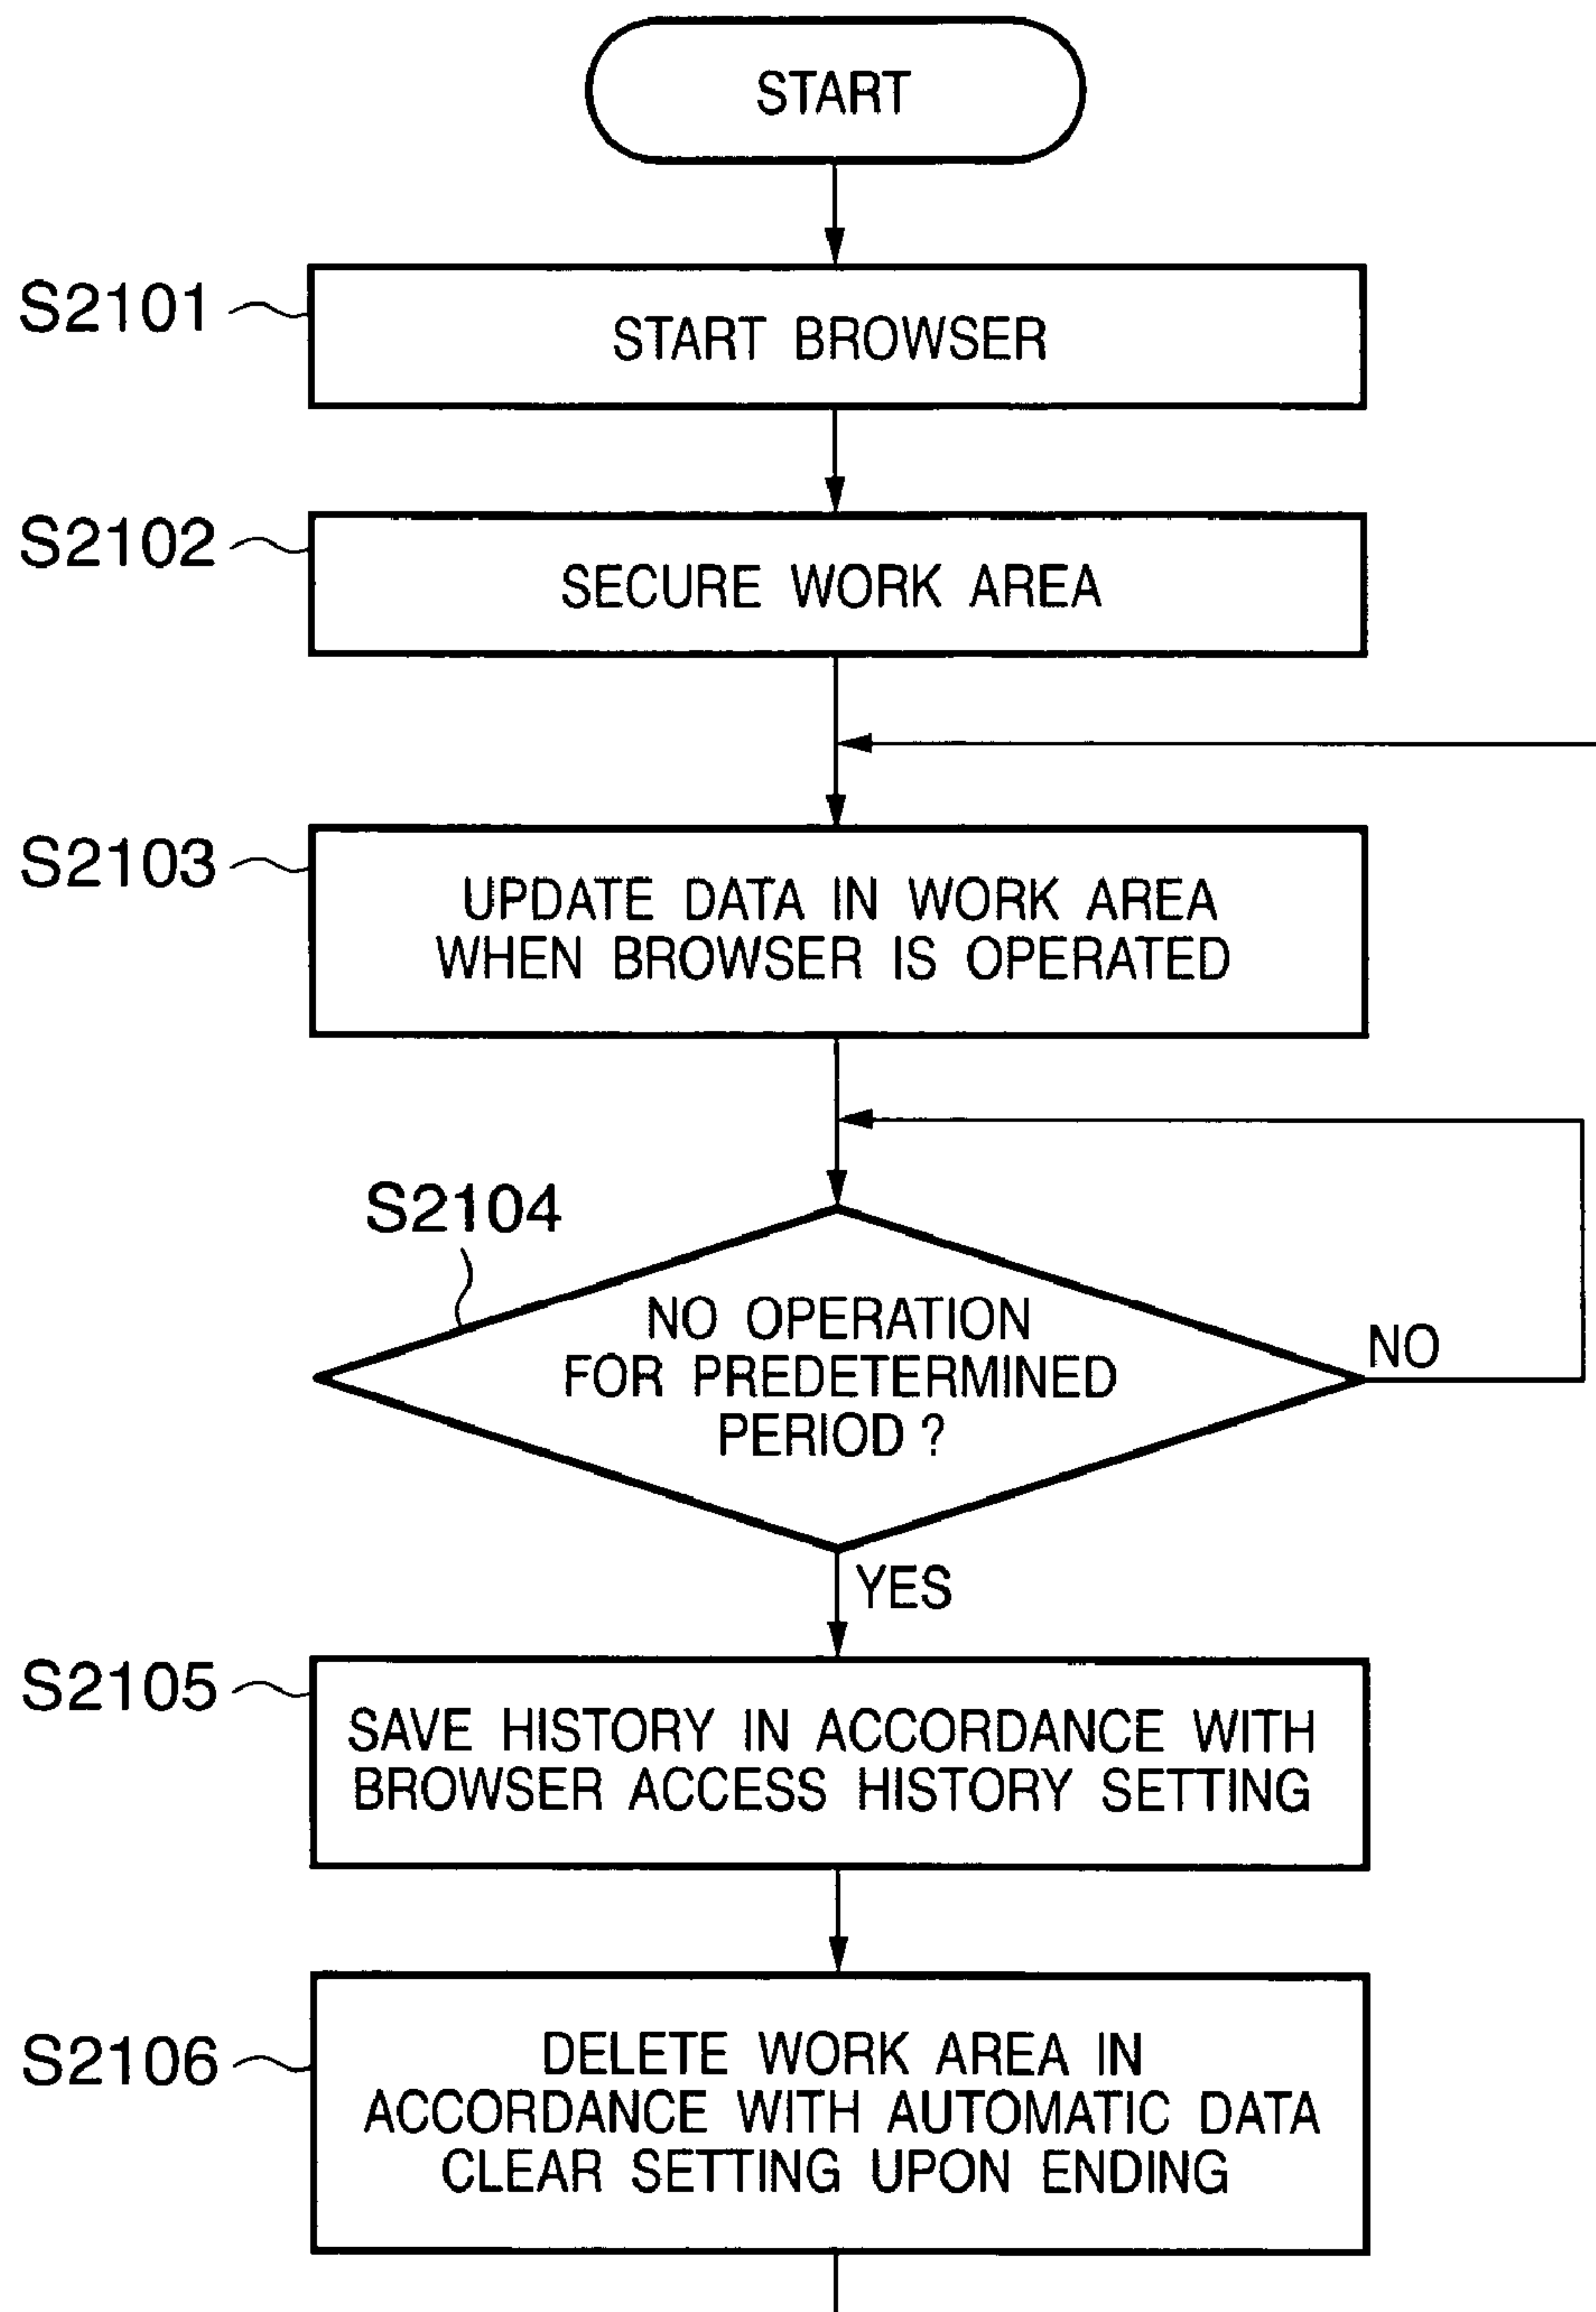 START
S2101
START BROWSER
S2102
SECURE WORK AREA
S2103
UPDATE DATA IN WORK AREA
WHEN BROWSER IS OPERATED
S2104
NO OPERATION
FOR PREDETERMINED
PERIOD ?
NO
YES
S2105
SAVE HISTORY IN ACCORDANCE WITH
BROWSER ACCESS HISTORY SETTING
S2106
DELETE WORK AREA IN
ACCORDANCE WITH AUTOMATIC DATA
CLEAR SETTING UPON ENDING